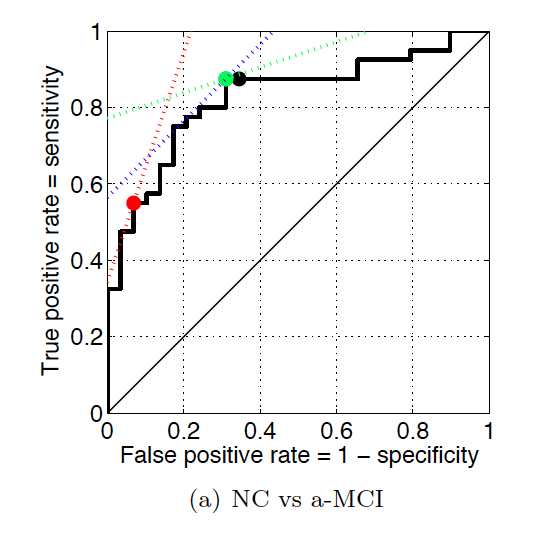 True positive rate = sensitivity
1
0.8
0.6
0.4
0.2
0
0 0.2 0.4 0.6 0.8 1
False positive rate = 1 − specificity
(a) NC vs a-MCI